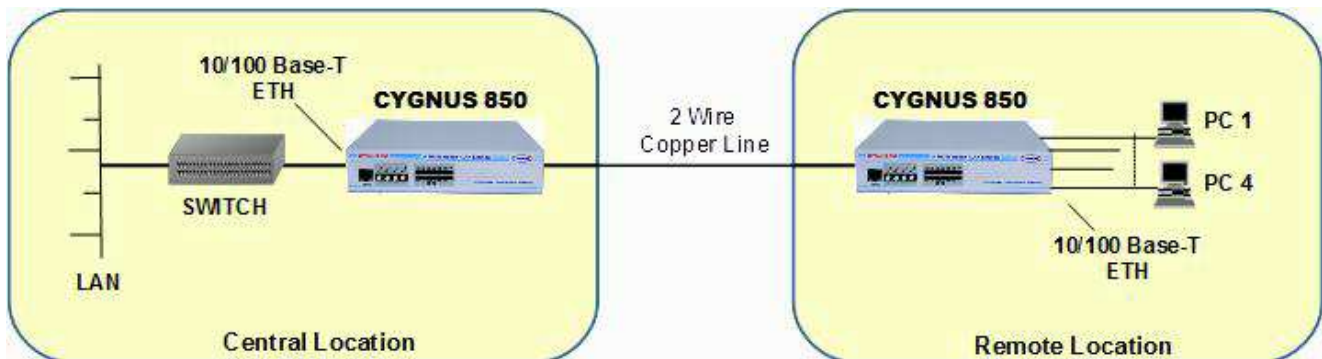 10/100 Base-T
ETH
CYGNUS 850
SWITCH
LAN
Central Location
2 Wire
Copper Line
CYGNUS 850
PC 1
PC 4
10/100 Base-T
ETH
Remote Location